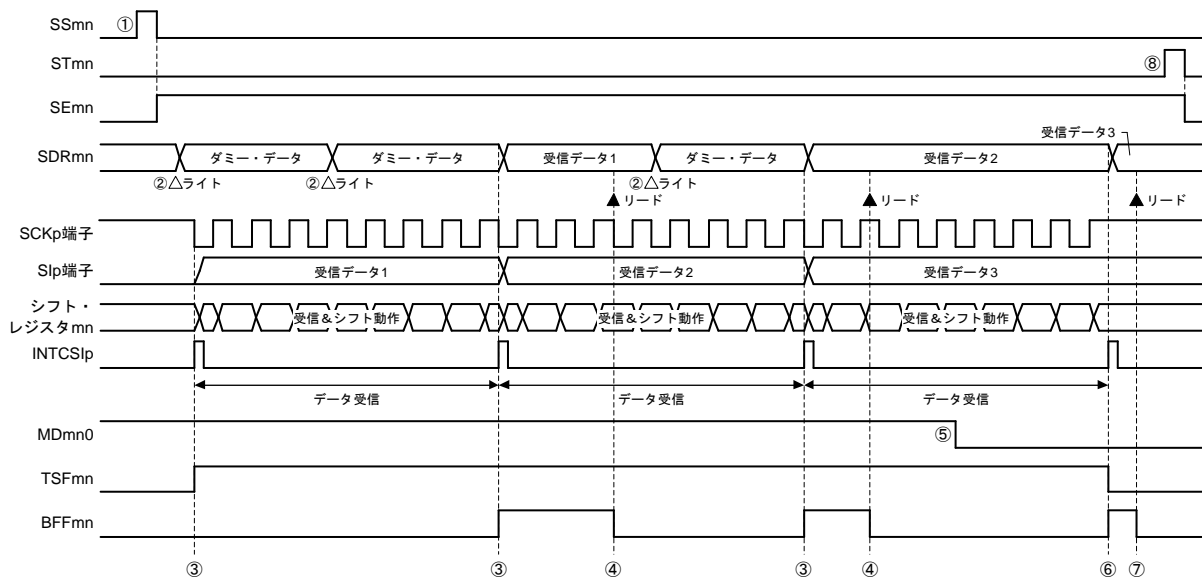 SSmn ①
STmn ⑧
SEmn
受信データ3
SDRmn ダミー・データ ダミー・データ 受信データ1 ダミー・データ 受信データ2
②△ライト ②△ライト ②△ライト
▲リード ▲リード ▲リード
SCKp端子
SIp端子 受信データ1 受信データ2 受信データ3
シフト・
レジスタmn 受信&シフト動作 受信&シフト動作 受信&シフト動作
INTCSIp
データ受信 データ受信 データ受信
MDmn0 ⑤
TSFmn
BFFmn
③ ③ ④ ③ ④ ⑥ ⑦